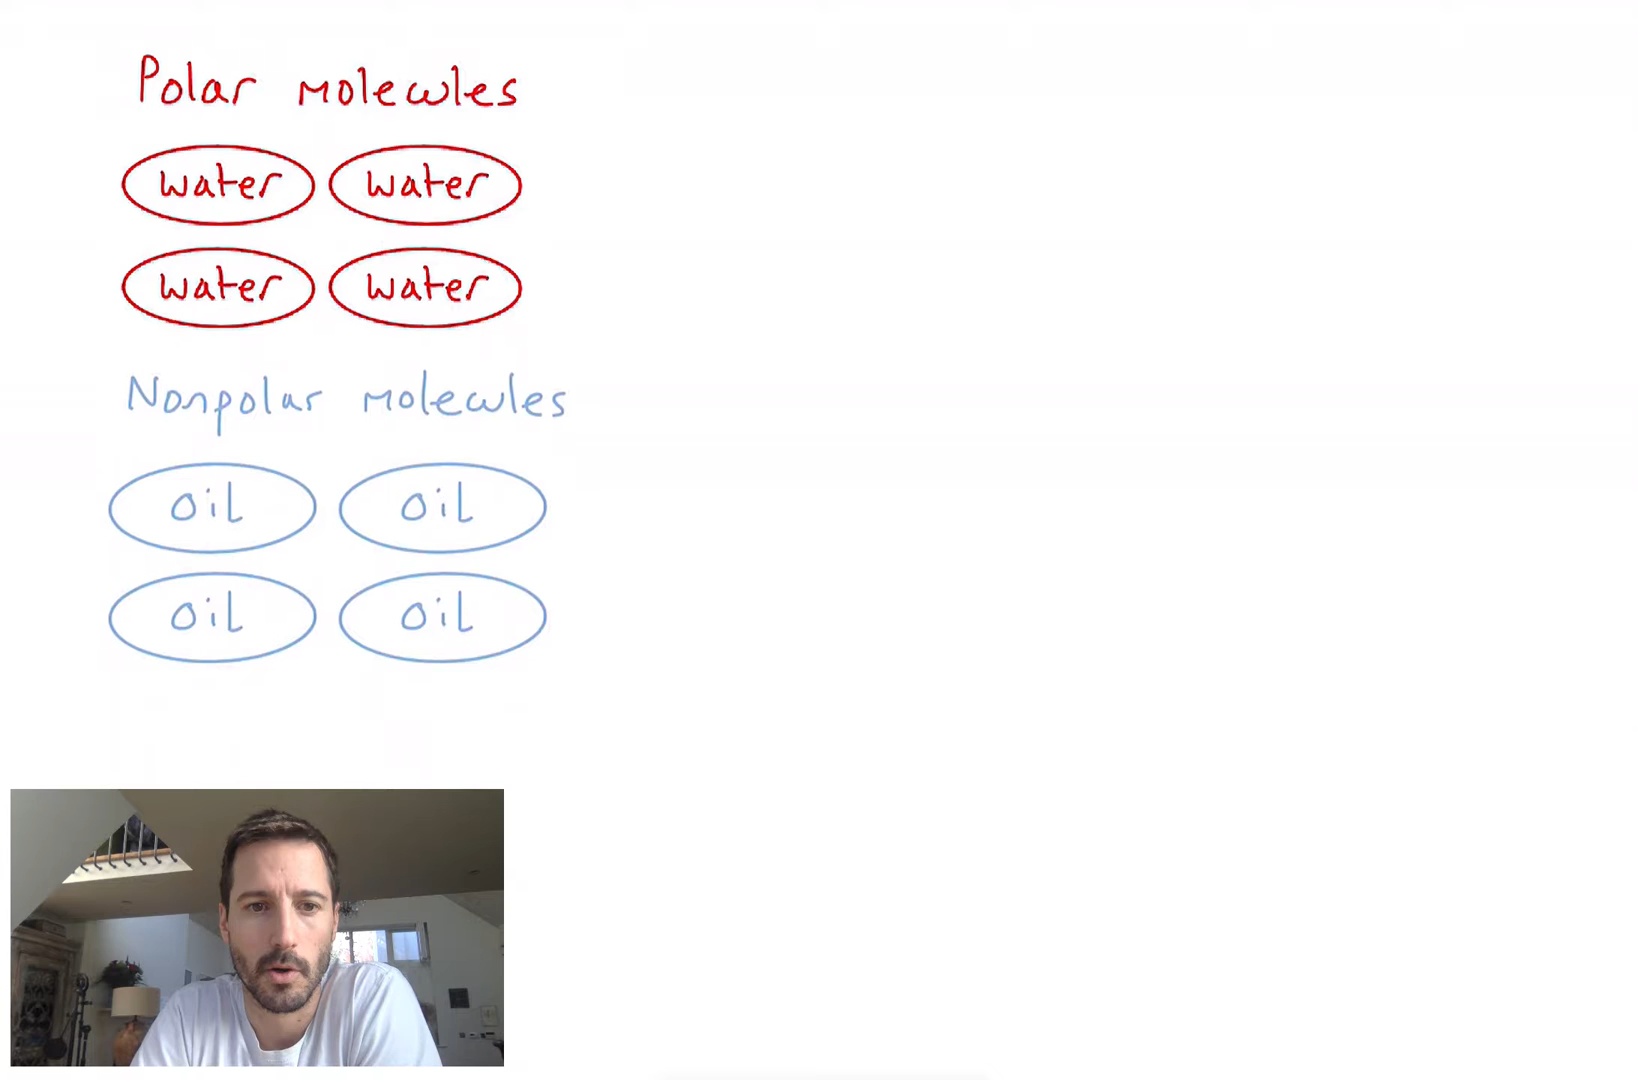 Polar molecules
water water
water water
Nonpolar molecules
oil oil
oil oil